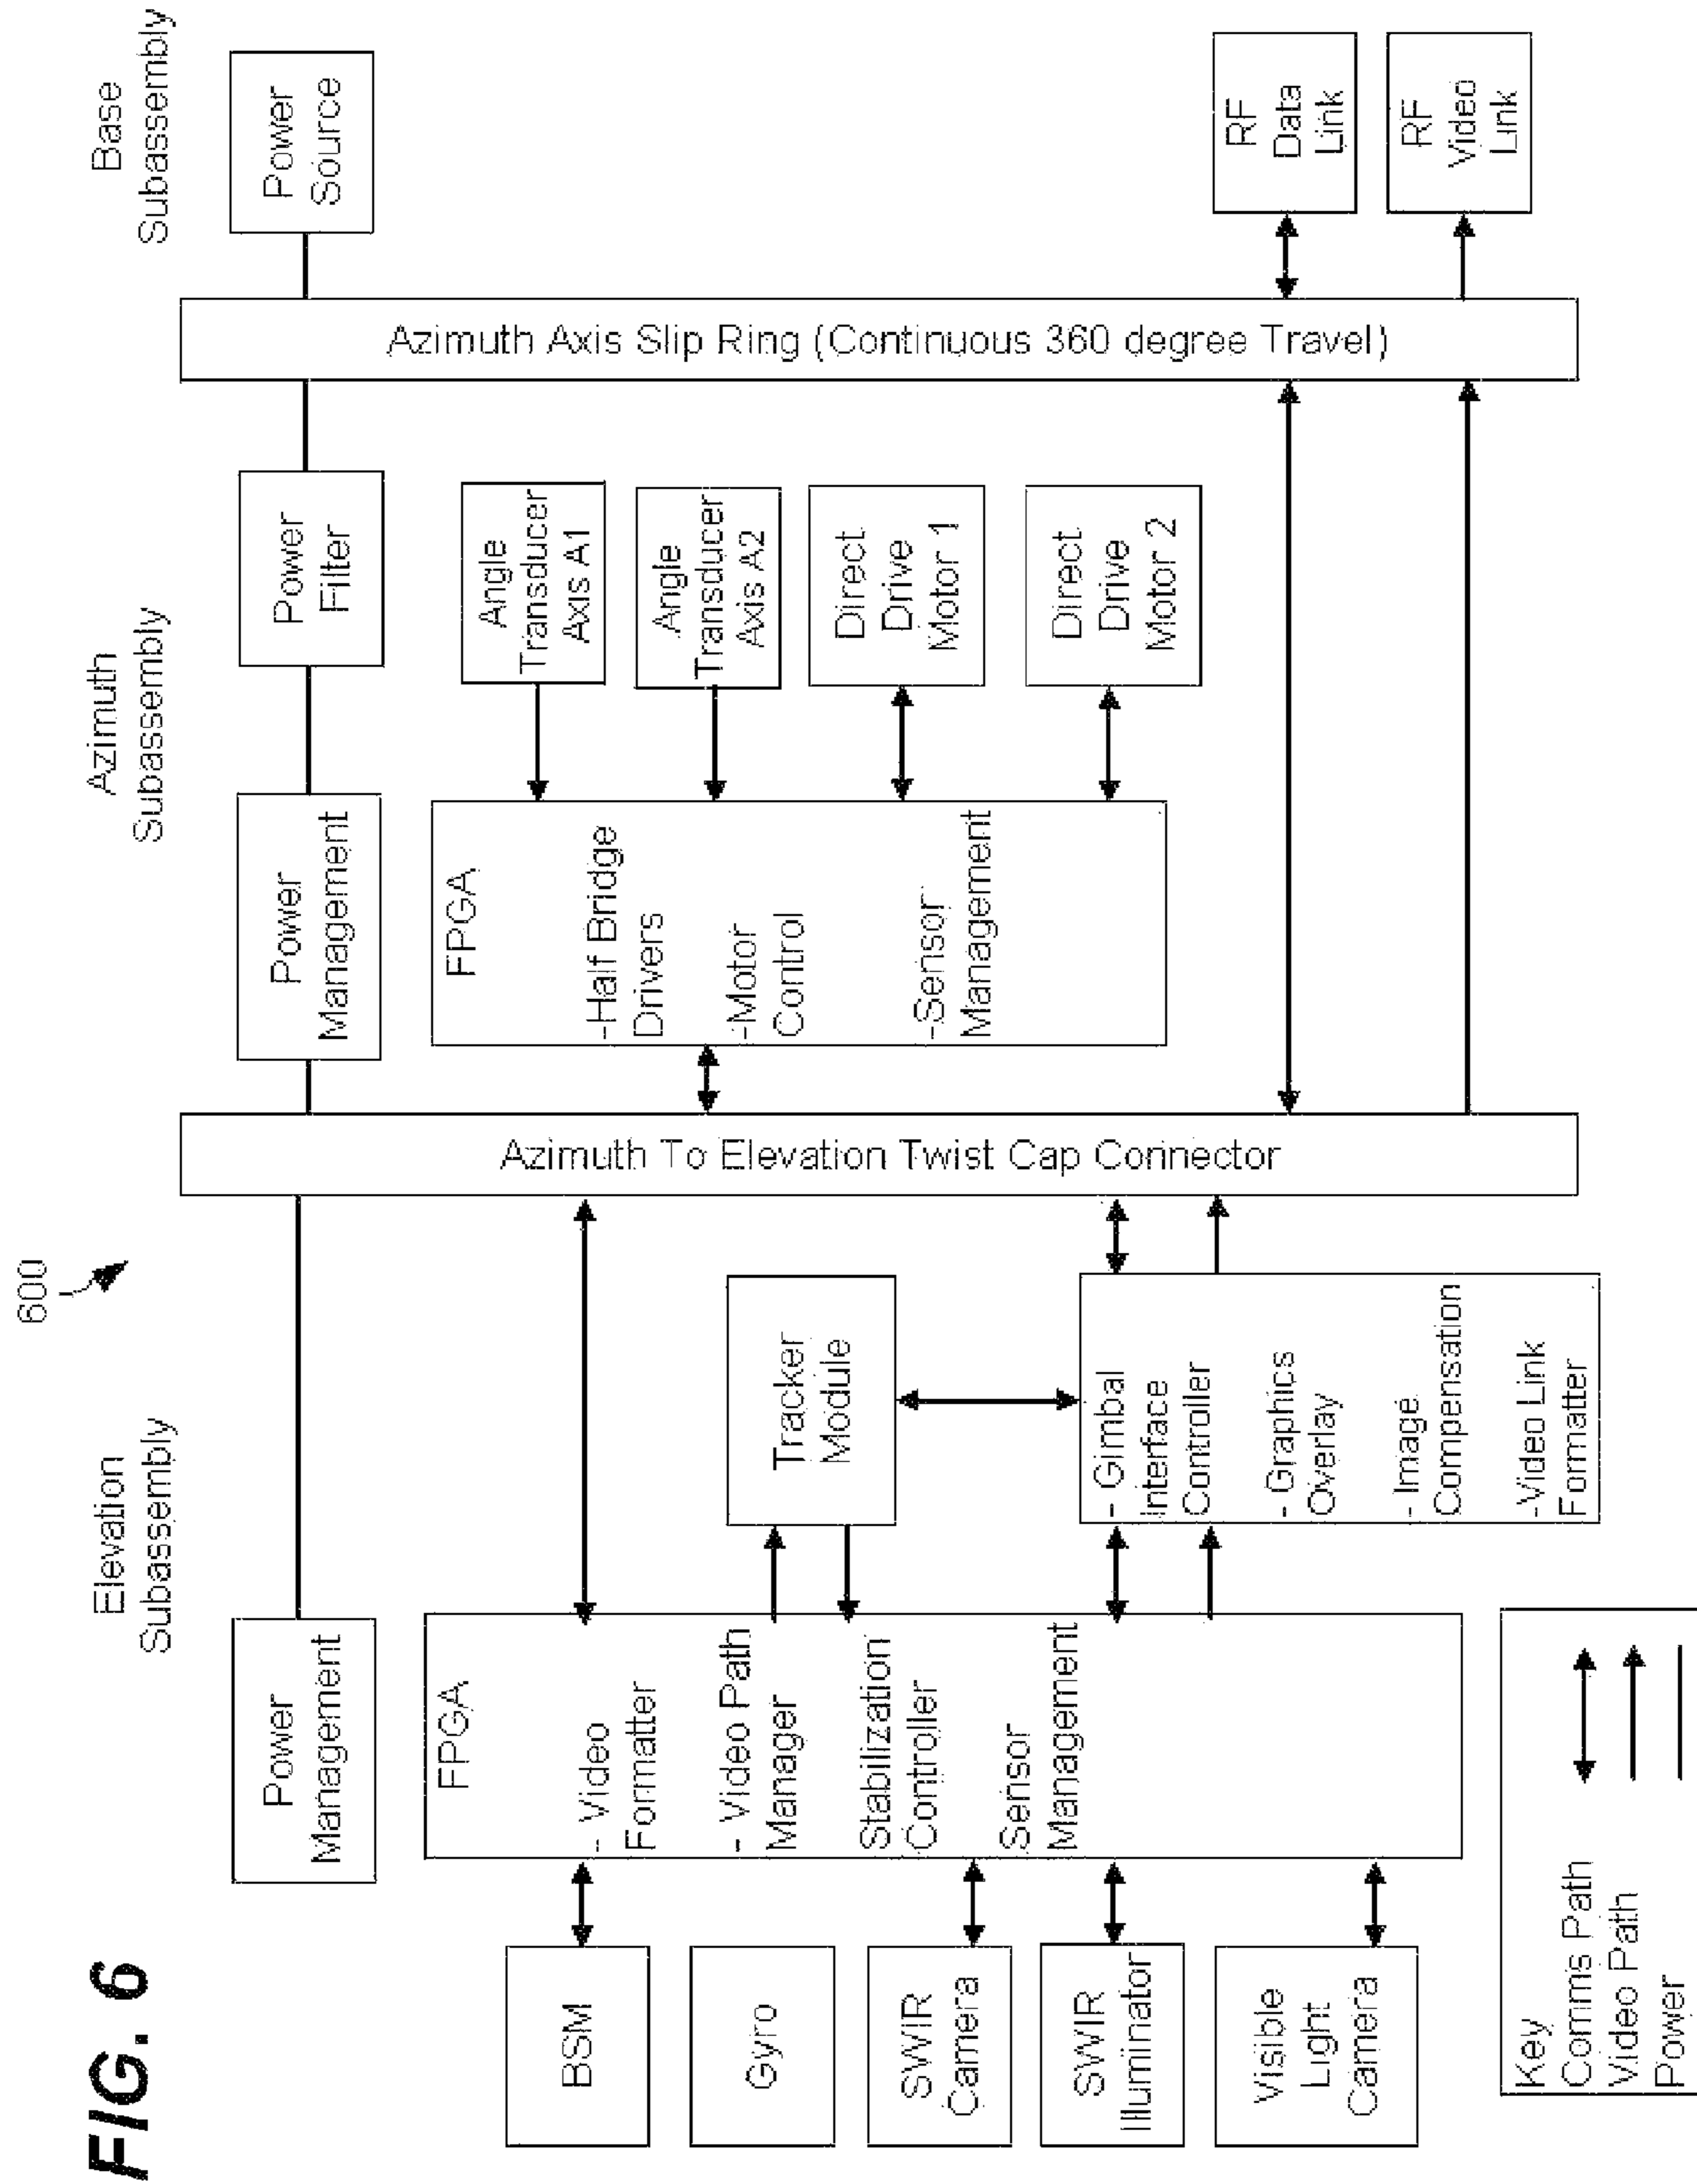 FIG. 6
600
Elevation
Subassembly
Azimuth
Subassembly
Base
Subassembly
Power
Management
Power
Management
Power
Filter
Power
Source
BSM
Gyro
SWIR
Camera
SWIR
Illuminator
Visible
Light
Camera
FPGA
- Video
Formatter
- Video Path
Manager
Stabilization
Controller
Sensor
Management
Tracker
Module
- Gimbal
Interface
Controller
- Graphics
Overlay
- Image
Compensation
-Video Link
Formatter
Azimuth To Elevation Twist Cap Connector
FPGA
-Half Bridge
Drivers
-Motor
Control
-Sensor
Management
Angle
Transducer
Axis A1
Angle
Transducer
Axis A2
Direct
Drive
Motor 1
Direct
Drive
Motor 2
Azimuth Axis Slip Ring (Continuous 360 degree Travel)
RF
Data
Link
RF
Video
Link
Key
Comms Path
Video Path
Power